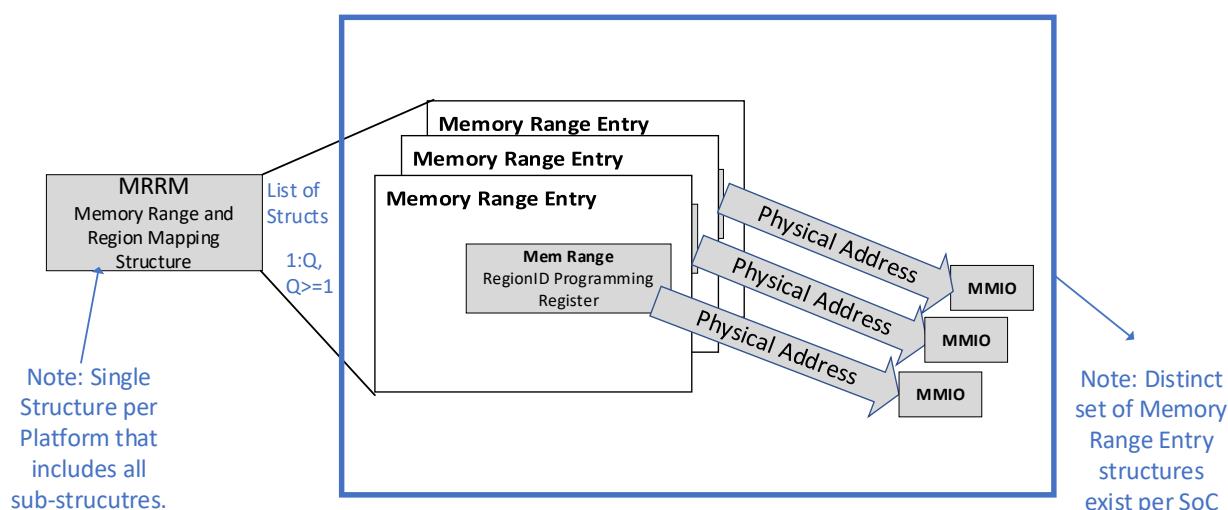 MRRM
Memory Range and
Region Mapping
Structure
List of
Structs
1:Q,
Q>=1
Memory Range Entry
Memory Range Entry
Memory Range Entry
Mem Range
RegionID Programming
Register
Physical Address
Physical Address
Physical Address
MMIO
MMIO
MMIO
Note: Single
Structure per
Platform that
includes all
sub-strucutres.
Note: Distinct
set of Memory
Range Entry
structures
exist per SoC